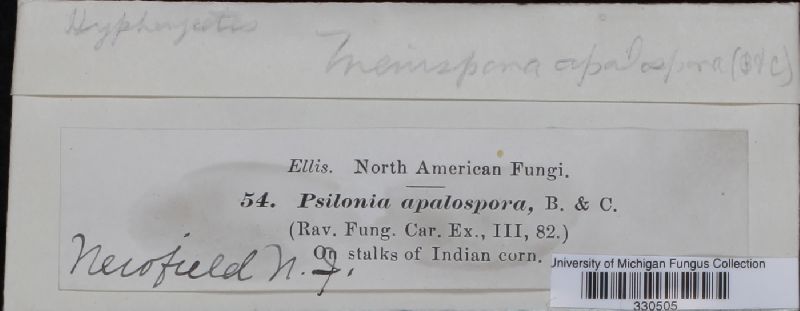 Hyphomycetes
Menispora apalospora (B&C)
Ellis. North American Fungi.
54. Psilonia apalospora, B. & C.
(Rav. Fung. Car. Ex., III, 82.)
On stalks of Indian corn.
Newfield N. J.
University of Michigan Fungus Collection
330505